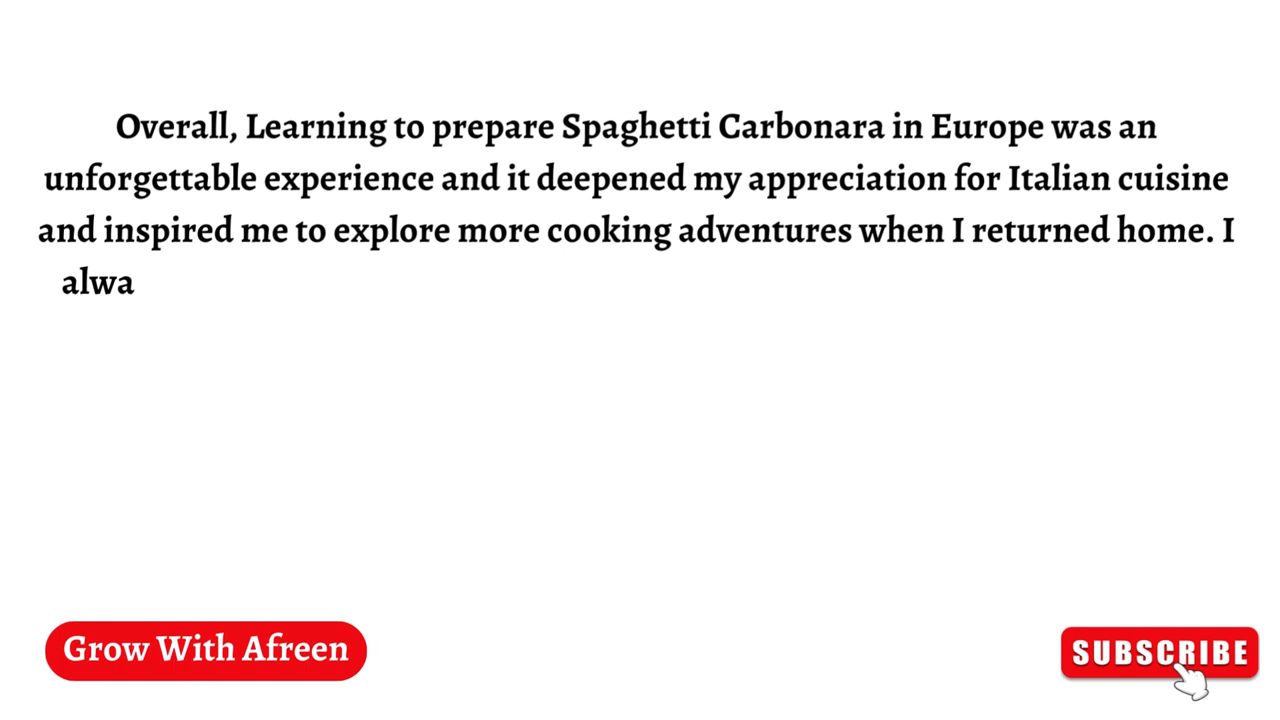 Overall, Learning to prepare Spaghetti Carbonara in Europe was an
unforgettable experience and it deepened my appreciation for Italian cuisine
and inspired me to explore more cooking adventures when I returned home. I
alwa
Grow With Afreen
SUBSCRIBE